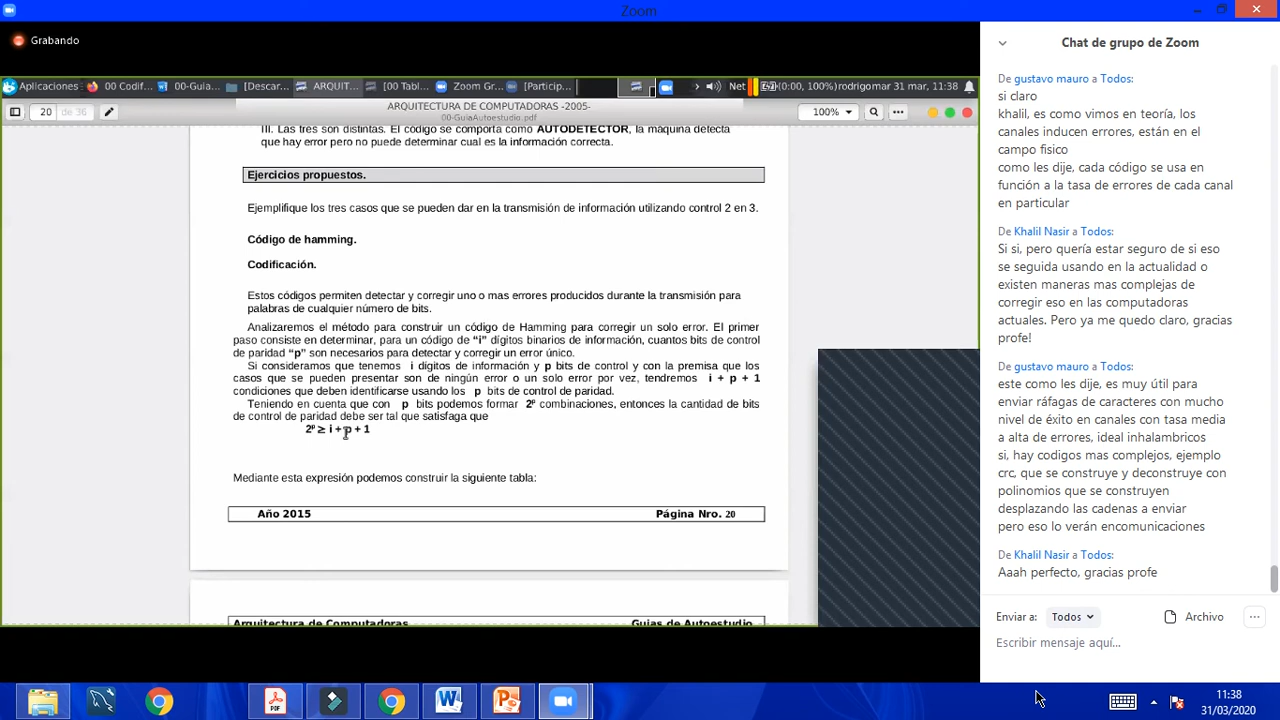 Zoom
Grabando
Aplicaciones
00 Codif...
00-Guia...
[Descar...
ARQUIT...
[00 Tabl...
Zoom Gr...
[Particip...
Net
(0:00, 100%) rodrigomar 31 mar, 11:38
20 de 36
ARQUITECTURA DE COMPUTADORAS -2005-
00-GuiaAutoestudio.pdf
100%
III. Las tres son distintas. El código se comporta como AUTODETECTOR, la máquina detecta
que hay error pero no puede determinar cual es la información correcta.
Ejercicios propuestos.
Ejemplifique los tres casos que se pueden dar en la transmisión de información utilizando control 2 en 3.
Código de hamming.
Codificación.
Estos códigos permiten detectar y corregir uno o mas errores producidos durante la transmisión para
palabras de cualquier número de bits.
Analizaremos el método para construir un código de Hamming para corregir un solo error. El primer
paso consiste en determinar, para un código de “i” dígitos binarios de información, cuantos bits de control
de paridad “p” son necesarios para detectar y corregir un error único.
Si consideramos que tenemos i dígitos de información y p bits de control y con la premisa que los
casos que se pueden presentar son de ningún error o un solo error por vez, tendremos i + p + 1
condiciones que deben identificarse usando los p bits de control de paridad.
Teniendo en cuenta que con p bits podemos formar 2ᵖ combinaciones, entonces la cantidad de bits
de control de paridad debe ser tal que satisfaga que
2ᵖ ≥ i + p + 1
Mediante esta expresión podemos construir la siguiente tabla:
Año 2015
Página Nro. 20
Arquitectura de Computadoras
Guias de Autoestudio
Chat de grupo de Zoom
De gustavo mauro a Todos:
si claro
khalil, es como vimos en teoría, los
canales inducen errores, están en el
campo fisico
como les dije, cada código se usa en
función a la tasa de errores de cada canal
en particular
De Khalil Nasir a Todos:
Si si, pero quería estar seguro de si eso
se seguida usando en la actualidad o
existen maneras mas complejas de
corregir eso en las computadoras
actuales. Pero ya me quedo claro, gracias
profe!
De gustavo mauro a Todos:
este como les dije, es muy útil para
enviar ráfagas de caracteres con mucho
nivel de éxito en canales con tasa media
a alta de errores, ideal inhalambricos
si, hay codigos mas complejos, ejemplo
crc, que se construye y deconstruye con
polinomios que se construyen
desplazando las cadenas a enviar
pero eso lo verán encomunicaciones
De Khalil Nasir a Todos:
Aaah perfecto, gracias profe
Enviar a: Todos
Archivo
Escribir mensaje aquí...
11:38
31/03/2020